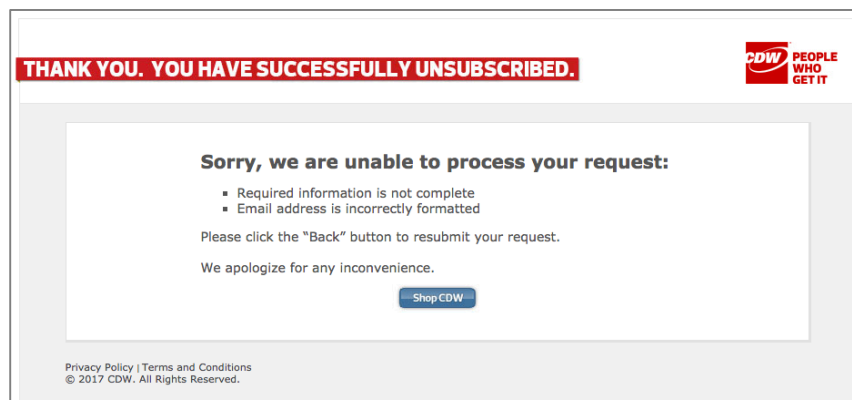 THANK YOU. YOU HAVE SUCCESSFULLY UNSUBSCRIBED.
CDW
PEOPLE
WHO
GET IT
Sorry, we are unable to process your request:
Required information is not complete
Email address is incorrectly formatted
Please click the “Back” button to resubmit your request.
We apologize for any inconvenience.
Shop CDW
Privacy Policy | Terms and Conditions
© 2017 CDW. All Rights Reserved.